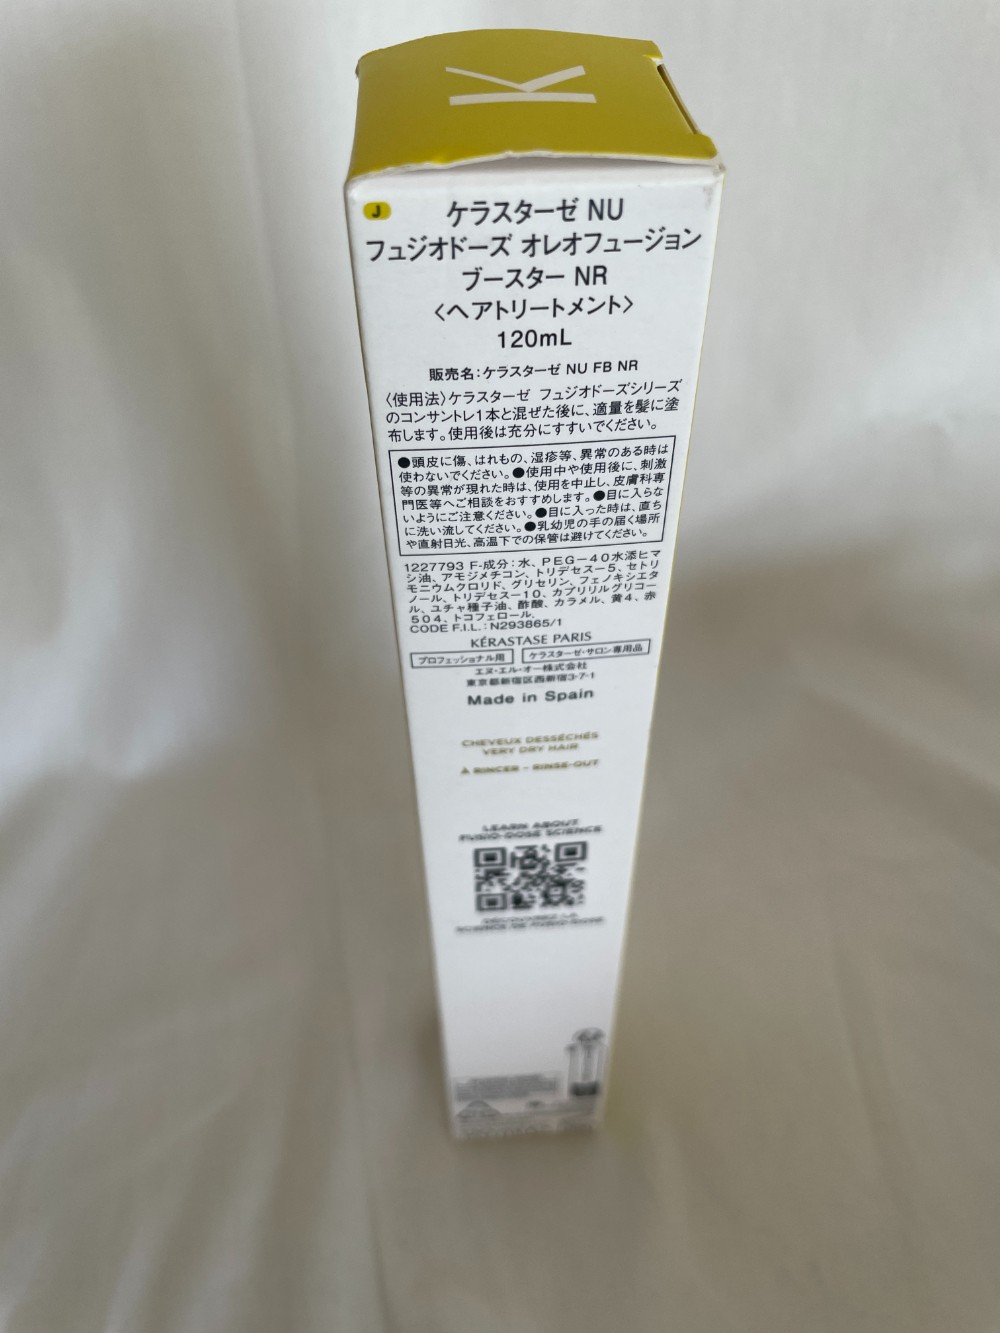 K
J
ケラスターゼ NU
フュジオドーズ オレオフュージョン
ブースター NR
〈ヘアトリートメント〉
120mL
販売名:ケラスターゼ NU FB NR
〈使用法〉ケラスターゼ フュジオドーズシリーズ
のコンサントレ1本と混ぜた後に、適量を髪に塗
布します。使用後は充分にすすいでください。
●頭皮に傷、はれもの、湿疹等、異常のある時は
使わないでください。●使用中や使用後に、刺激
等の異常が現れた時は、使用を中止し、皮膚科専
門医等へご相談をおすすめします。●目に入らな
いようにご注意ください。●目に入った時は、直ち
に洗い流してください。●乳幼児の手の届く場所
や直射日光、高温下での保管は避けてください。
1227793 F-成分:水、PEG-40水添ヒマ
シ油、アモジメチコン、トリデセス-5、セトリ
モニウムクロリド、グリセリン、フェノキシエタ
ノール、トリデセス-10、カプリリルグリコー
ル、ユチャ種子油、酢酸、カラメル、黄4、赤
504、トコフェロール、
CODE F.I.L.:N293865/1
KÉRASTASE PARIS
プロフェッショナル用 ケラスターゼ・サロン専用品
エヌ・エル・オー株式会社
東京都新宿区西新宿3-7-1
Made in Spain
CHEVEUX DESSÉCHÉS
VERY DRY HAIR
À RINCER - RINSE-OUT
LEARN ABOUT
FUSIO-DOSE SCIENCE